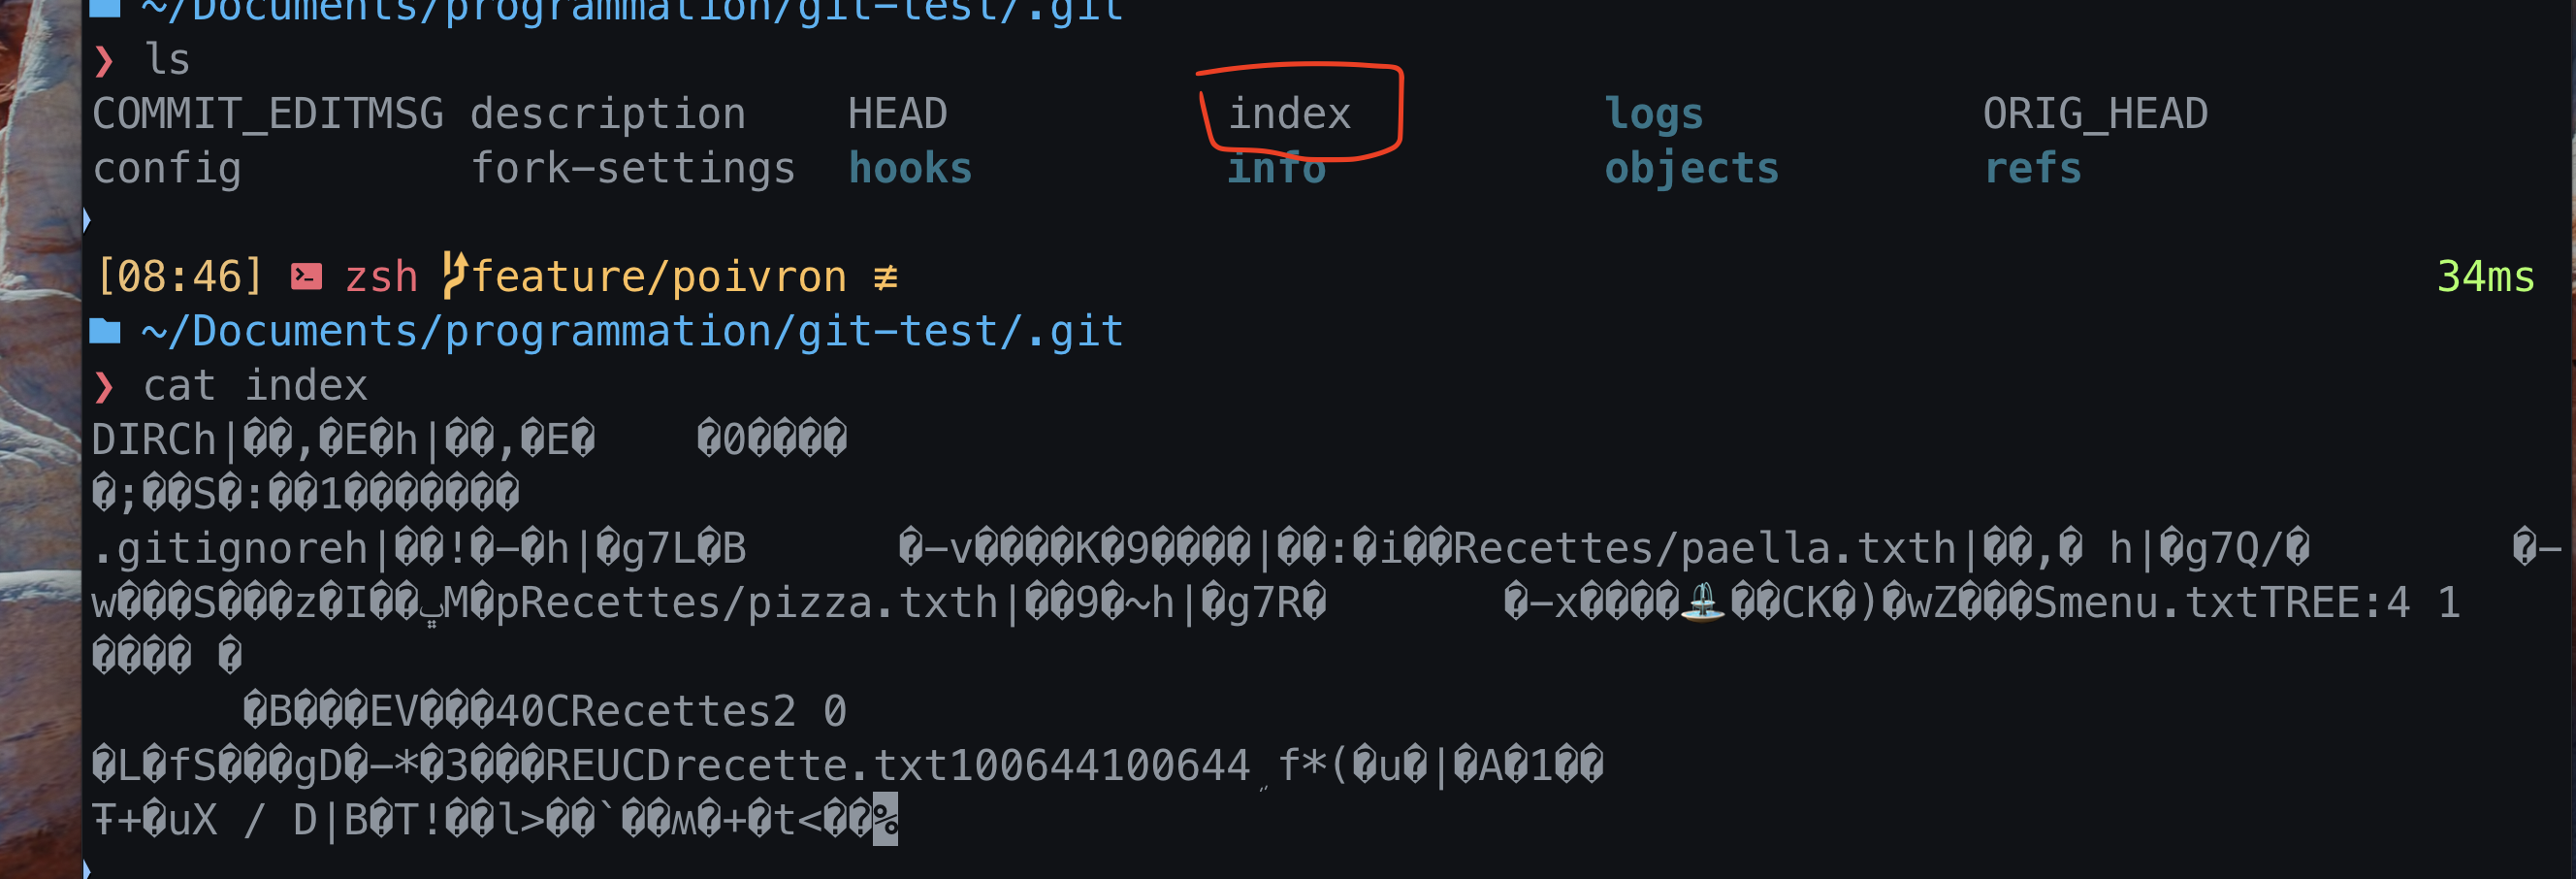 ~/Documents/programmation/git-test/.git
❯ ls
COMMIT_EDITMSG description HEAD index logs ORIG_HEAD
config fork-settings hooks info objects refs
[08:46] zsh feature/poivron ≢ 34ms
~/Documents/programmation/git-test/.git
❯ cat index
DIRCh|��,�E�h|��,�E� �0����
�;��S�:��1�������
.gitignoreh|��!�−�h|�g7L�B �−v����K�9����|��:�i��Recettes/paella.txth|��,� h|�g7Q/� �−
w���S���z�I��M�pRecettes/pizza.txth|��9�~h|�g7R� �−x����⛲��CK�)�wZ���Smenu.txtTREE:4 1
���� �
�B���EV���40CRecettes2 0
�L�fS���gD�−*�3���REUCDrecette.txt100644100644 f*(�u�|�A�1��
Ŧ+�uX / D|B�T!��l>��`��ʍ�+�t<��%